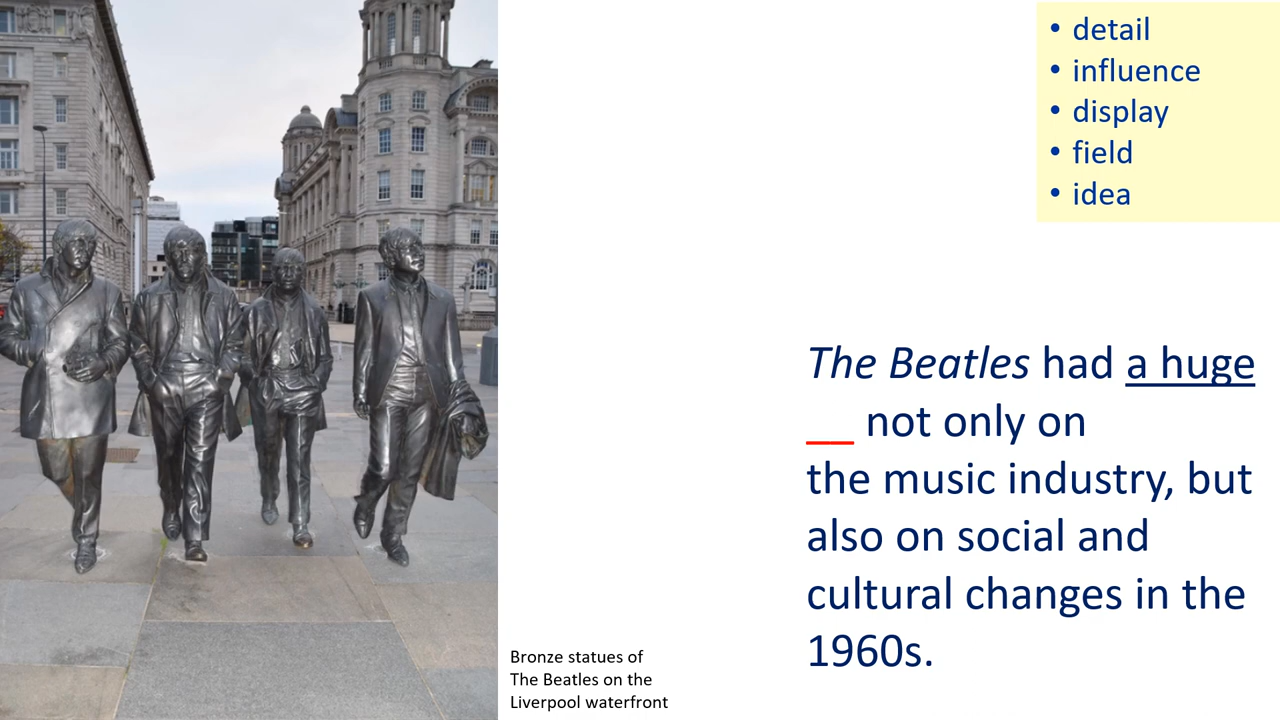 • detail
• influence
• display
• field
• idea
The Beatles had a huge
__ not only on
the music industry, but
also on social and
cultural changes in the
1960s.
Bronze statues of
The Beatles on the
Liverpool waterfront